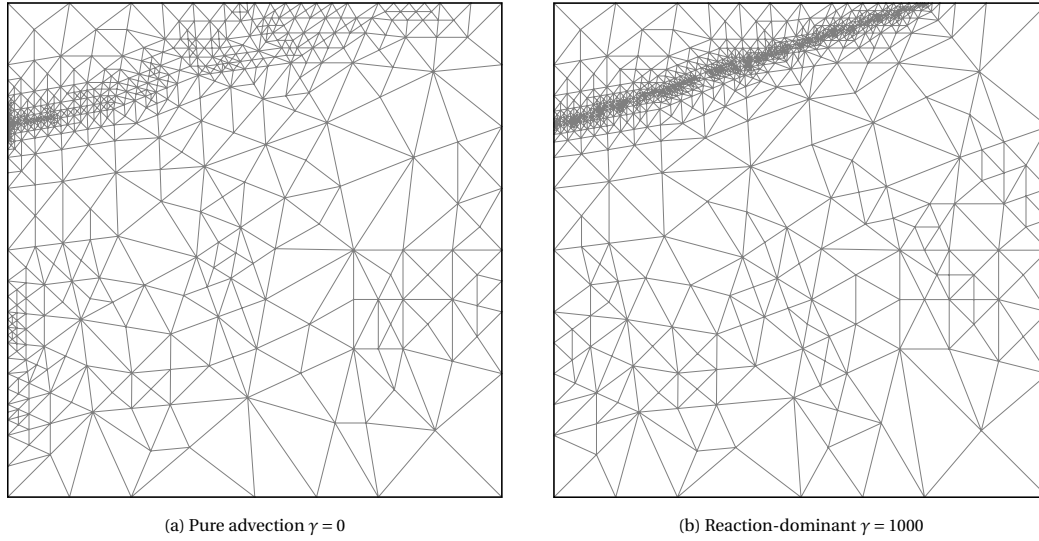 (a) Pure advection γ = 0
(b) Reaction-dominant γ = 1000